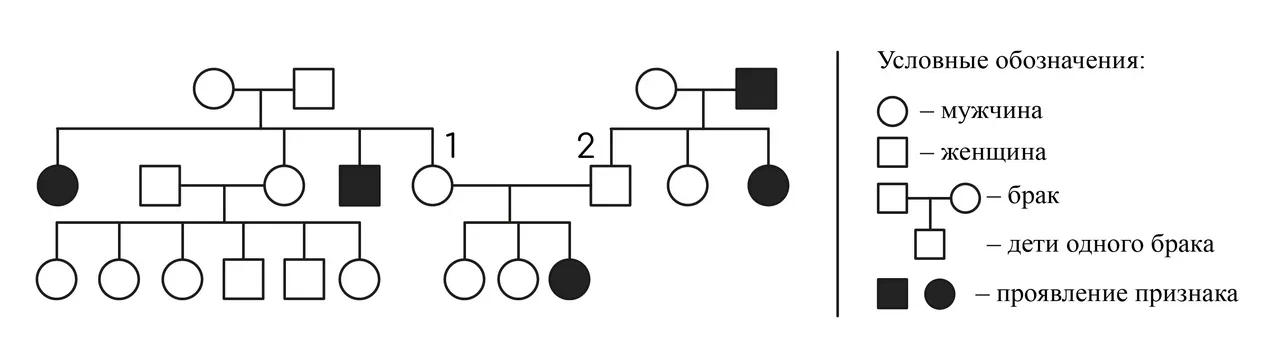 1
2
Условные обозначения:
– мужчина
– женщина
– брак
– дети одного брака
– проявление признака